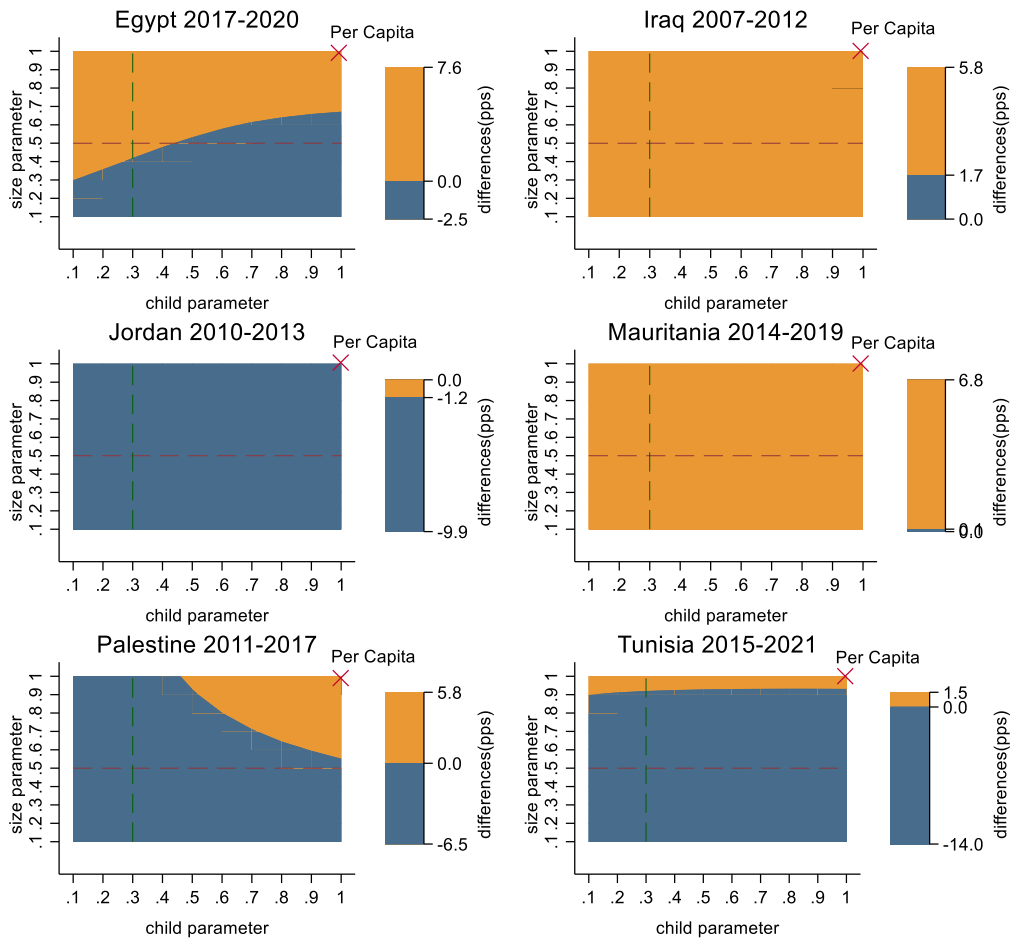 Egypt 2017-2020
Per Capita
size parameter
.1 .2 .3 .4 .5 .6 .7 .8 .9 1
.1 .2 .3 .4 .5 .6 .7 .8 .9 1
child parameter
7.6
0.0
-2.5
differences(pps)
Iraq 2007-2012
Per Capita
size parameter
.1 .2 .3 .4 .5 .6 .7 .8 .9 1
.1 .2 .3 .4 .5 .6 .7 .8 .9 1
child parameter
5.8
1.7
0.0
differences(pps)
Jordan 2010-2013
Per Capita
size parameter
.1 .2 .3 .4 .5 .6 .7 .8 .9 1
.1 .2 .3 .4 .5 .6 .7 .8 .9 1
child parameter
0.0
-1.2
-9.9
differences(pps)
Mauritania 2014-2019
Per Capita
size parameter
.1 .2 .3 .4 .5 .6 .7 .8 .9 1
.1 .2 .3 .4 .5 .6 .7 .8 .9 1
child parameter
6.8
0.1
0.0
differences(pps)
Palestine 2011-2017
Per Capita
size parameter
.1 .2 .3 .4 .5 .6 .7 .8 .9 1
.1 .2 .3 .4 .5 .6 .7 .8 .9 1
child parameter
5.8
0.0
-6.5
differences(pps)
Tunisia 2015-2021
Per Capita
size parameter
.1 .2 .3 .4 .5 .6 .7 .8 .9 1
.1 .2 .3 .4 .5 .6 .7 .8 .9 1
child parameter
1.5
0.0
-14.0
differences(pps)